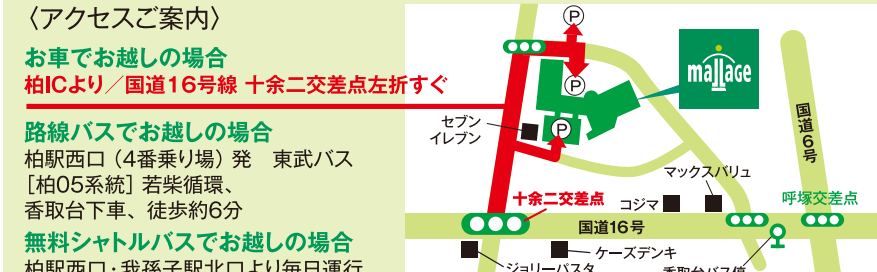 〈アクセスご案内〉
お車でお越しの場合
柏ICより／国道16号線 十余二交差点左折すぐ
路線バスでお越しの場合
柏駅西口（4番乗り場）発　東武バス
［柏05系統］若柴循環、
香取台下車、徒歩約6分
無料シャトルバスでお越しの場合
柏駅西口・我孫子駅北口より毎日運行
P
P
mallage
セブン
イレブン
P
国道6号
マックスバリュ
十余二交差点
コジマ
呼塚交差点
国道16号
ケーズデンキ
ジョリーパスタ
香取台バス停